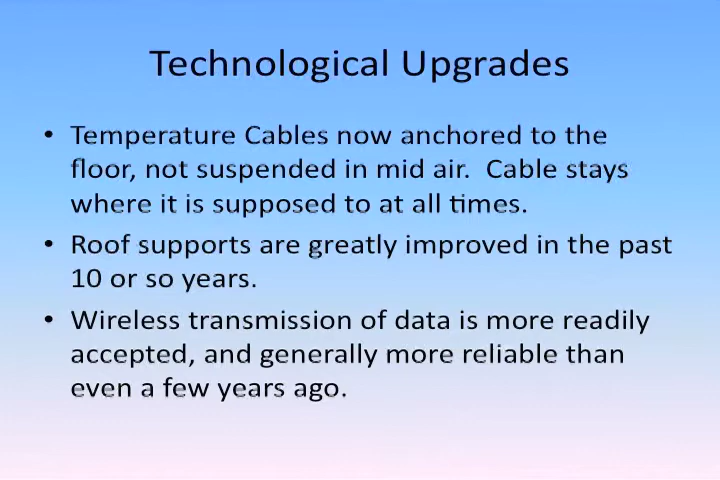 Technological Upgrades
• Temperature Cables now anchored to the
floor, not suspended in mid air.  Cable stays
where it is supposed to at all times.
• Roof supports are greatly improved in the past
10 or so years.
• Wireless transmission of data is more readily
accepted, and generally more reliable than
even a few years ago.